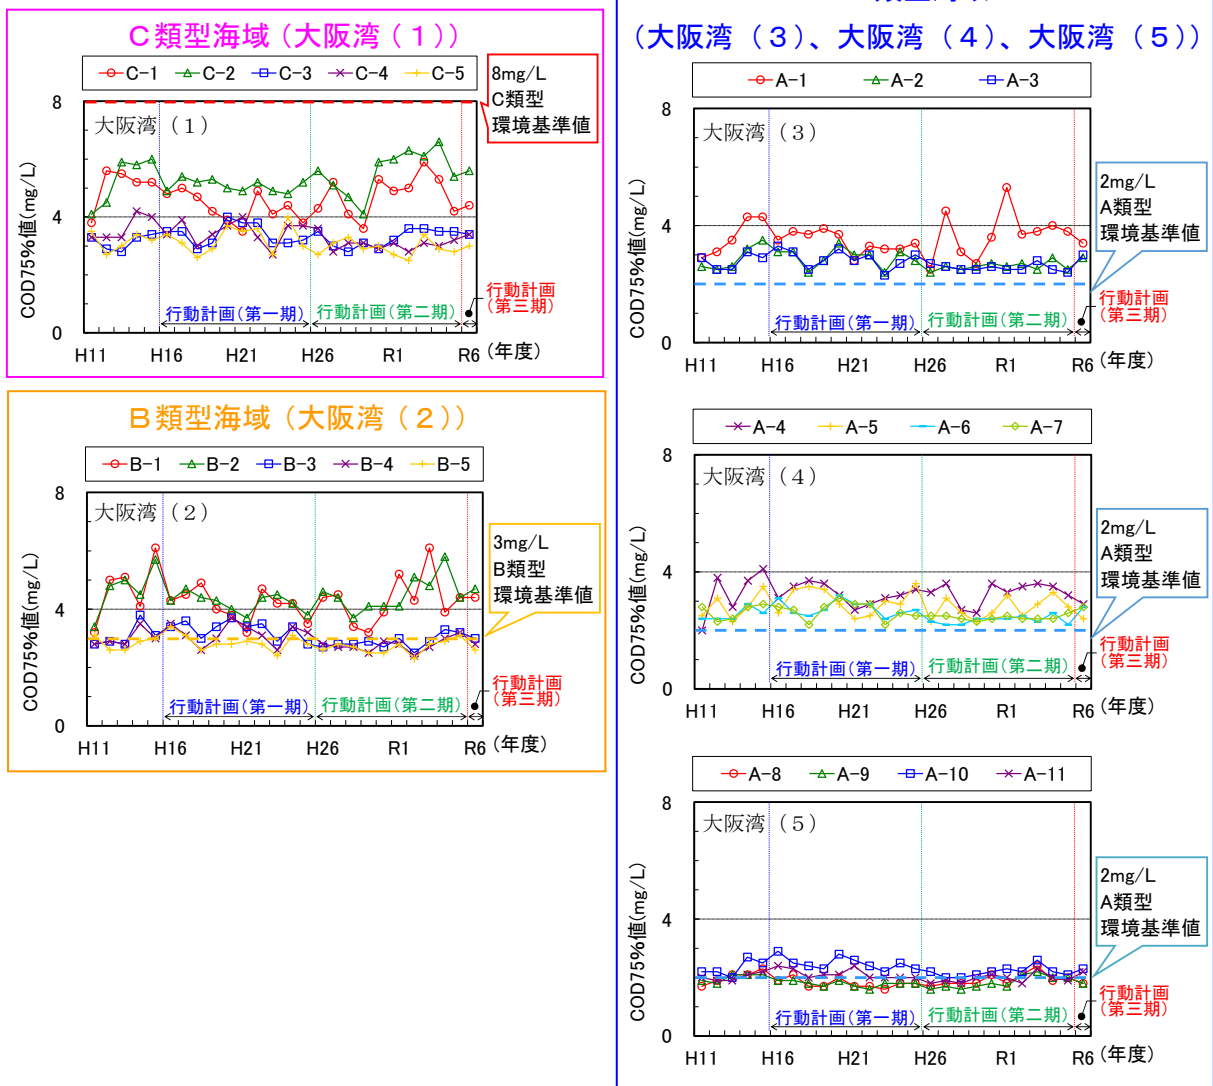 C類型海域（大阪湾（１））
C-1 C-2 C-3 C-4 C-5
8mg/L
C類型
環境基準値
大阪湾（１）
COD75%値(mg/L)
8
4
0
行動計画(第一期)
行動計画(第二期)
行動計画
(第三期)
H11 H16 H21 H26 R1 R6 (年度)
B類型海域（大阪湾（２））
B-1 B-2 B-3 B-4 B-5
3mg/L
B類型
環境基準値
大阪湾（２）
COD75%値(mg/L)
8
4
0
行動計画(第一期)
行動計画(第二期)
行動計画
(第三期)
H11 H16 H21 H26 R1 R6 (年度)
（大阪湾（３）、大阪湾（４）、大阪湾（５））
A-1 A-2 A-3
2mg/L
A類型
環境基準値
大阪湾（３）
COD75%値(mg/L)
8
4
0
行動計画(第一期)
行動計画(第二期)
行動計画
(第三期)
H11 H16 H21 H26 R1 R6 (年度)
A-4 A-5 A-6 A-7
2mg/L
A類型
環境基準値
大阪湾（４）
COD75%値(mg/L)
8
4
0
行動計画(第一期)
行動計画(第二期)
行動計画
(第三期)
H11 H16 H21 H26 R1 R6 (年度)
A-8 A-9 A-10 A-11
2mg/L
A類型
環境基準値
大阪湾（５）
COD75%値(mg/L)
8
4
0
行動計画(第一期)
行動計画(第二期)
行動計画
(第三期)
H11 H16 H21 H26 R1 R6 (年度)